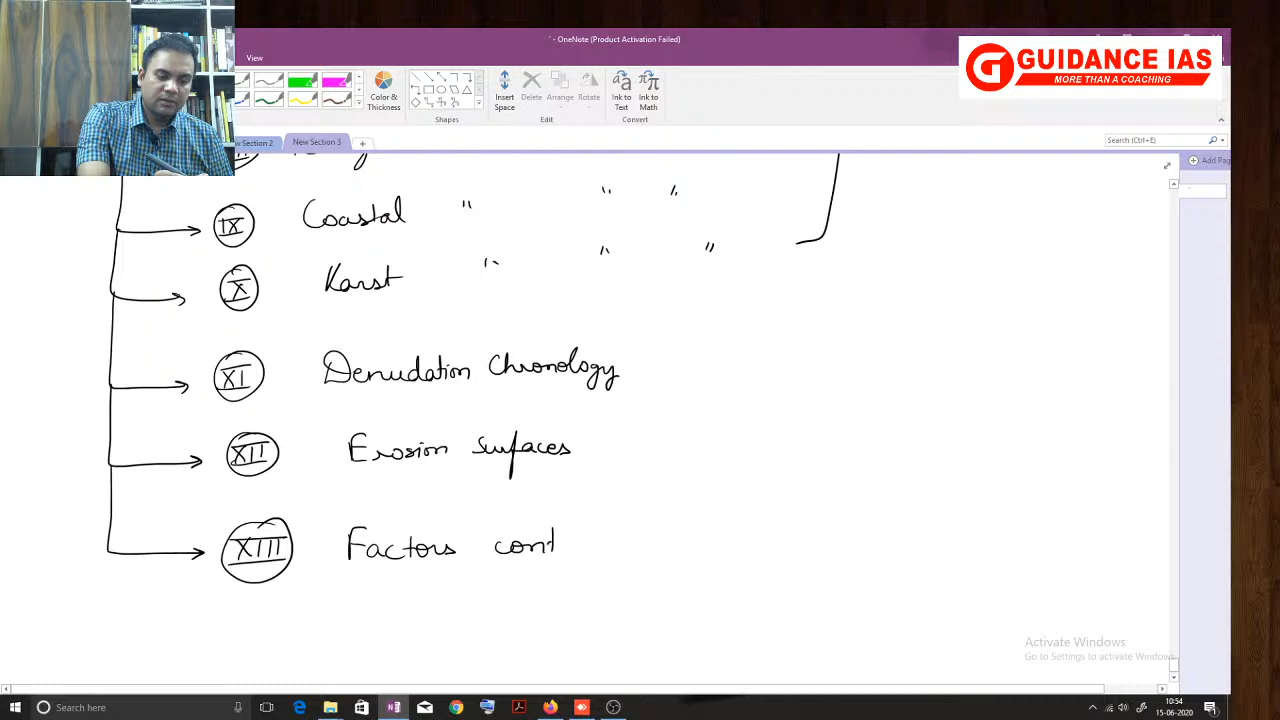 ' - OneNote (Product Activation Failed)
GUIDANCE IAS
MORE THAN A COACHING
View
Color &
Thickness
Insert
Space
Delete
Arrange
Rotate
Ink to
Text
Ink to
Math
Shapes
Edit
Convert
New Section 3
Search (Ctrl+E)
Add Pag
IX Coastal " " "
X Karst " " "
XI Denudation Chronology
XII Erosion surfaces
XIII Factors cont
Activate Windows
Go to Settings to activate Windows.
Search here
10:54
15-06-2020